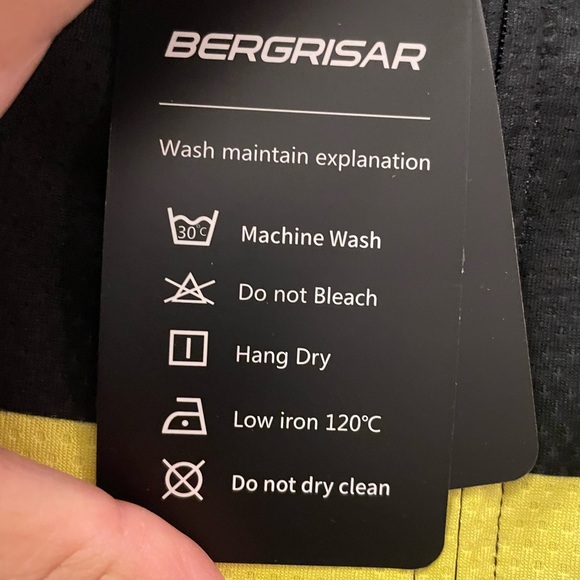 BERGRISAR
Wash maintain explanation
30°C Machine Wash
Do not Bleach
Hang Dry
Low iron 120℃
Do not dry clean